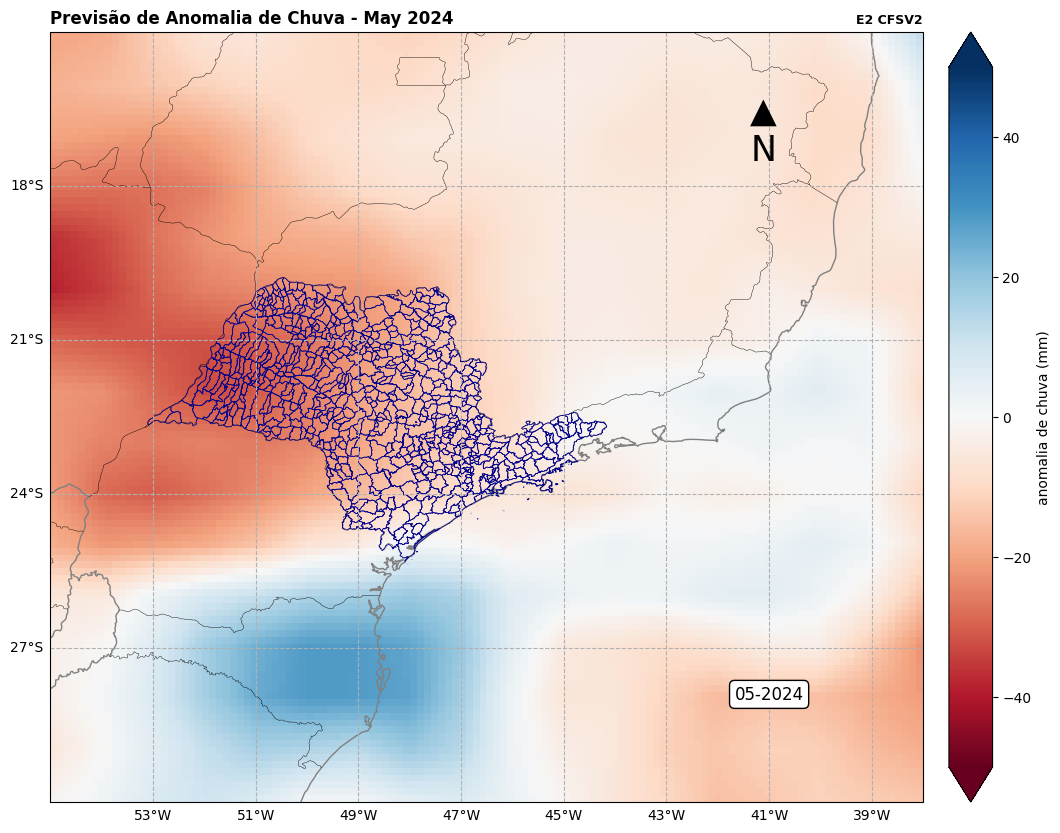 Previsão de Anomalia de Chuva - May 2024
E2 CFSV2
N
18°S
21°S
24°S
27°S
05-2024
53°W
51°W
49°W
47°W
45°W
43°W
41°W
39°W
40
20
0
−20
−40
anomalia de chuva (mm)